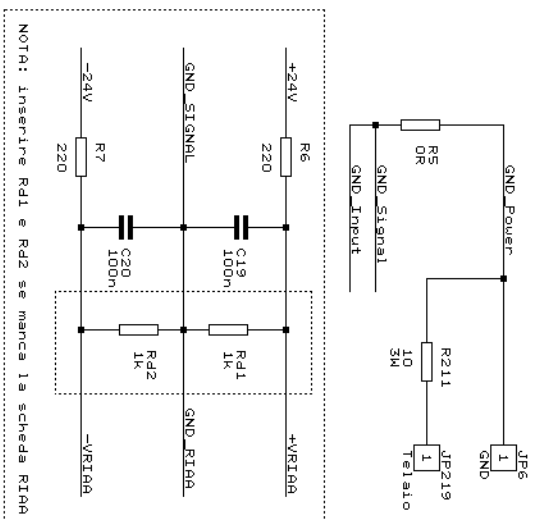 JP6
1
GND
GND_Power
R5
0R
GND_Signal
GND_Input
R211
10
3W
JP219
1
Telaio
+24V
R6
220
C19
100n
Rd1
1k
+VRIAA
GND_SIGNAL
GND_RIAA
C20
100n
Rd2
1k
-24V
R7
220
-VRIAA
NOTA: inserire Rd1 e Rd2 se manca la scheda RIAA